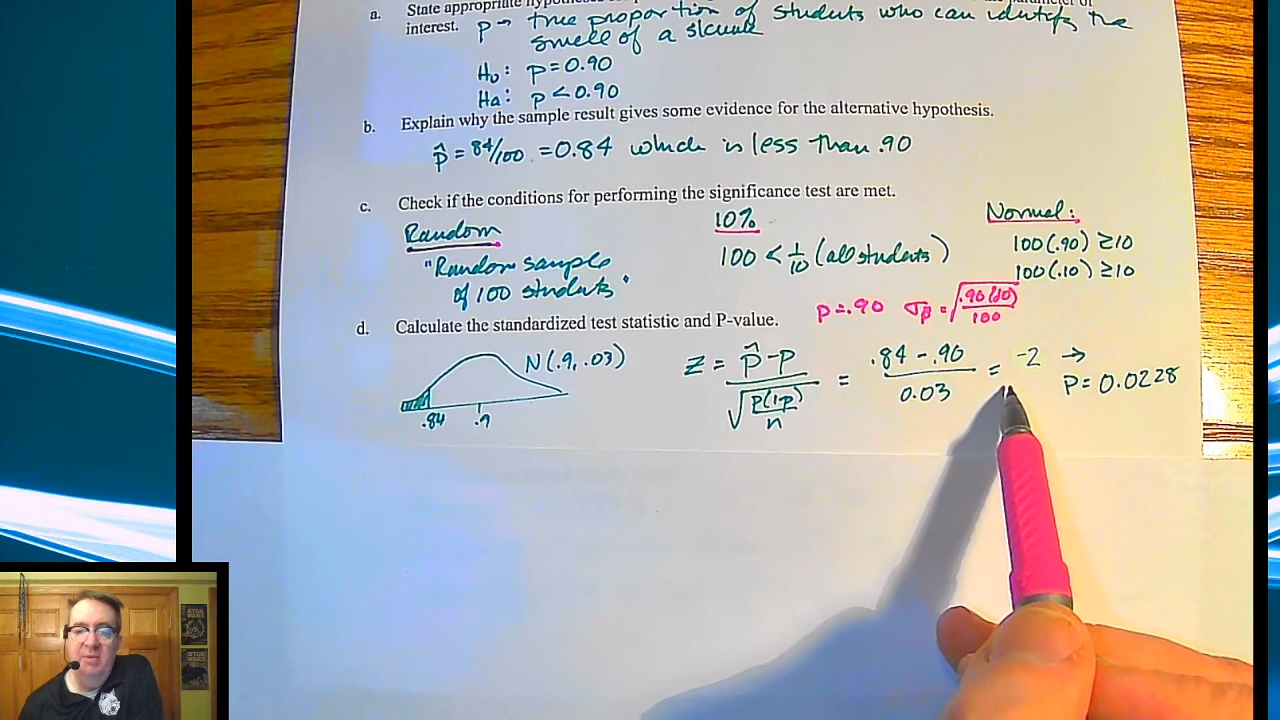 a. State appropriate hypotheses
interest. p → true proportion of students who can identify the
smell of a skunk
H₀: p = 0.90
Ha: p < 0.90
b. Explain why the sample result gives some evidence for the alternative hypothesis.
p̂ = 84/100 = 0.84 which is less than .90
c. Check if the conditions for performing the significance test are met.
Random
"Random sample
of 100 students"
10%
100 < 1/10 (all students)
Normal:
100(.90) ≥ 10
100(.10) ≥ 10
d. Calculate the standardized test statistic and P-value.
p = .90 σp̂ = √(.90(.10)/100)
N(.9, .03)
.84 .9
Z = (p̂ - p)/√(p(1-p)/n) = (.84 - .90)/0.03 = -2 →
P = 0.0228
STAR WARS
STAR WARS